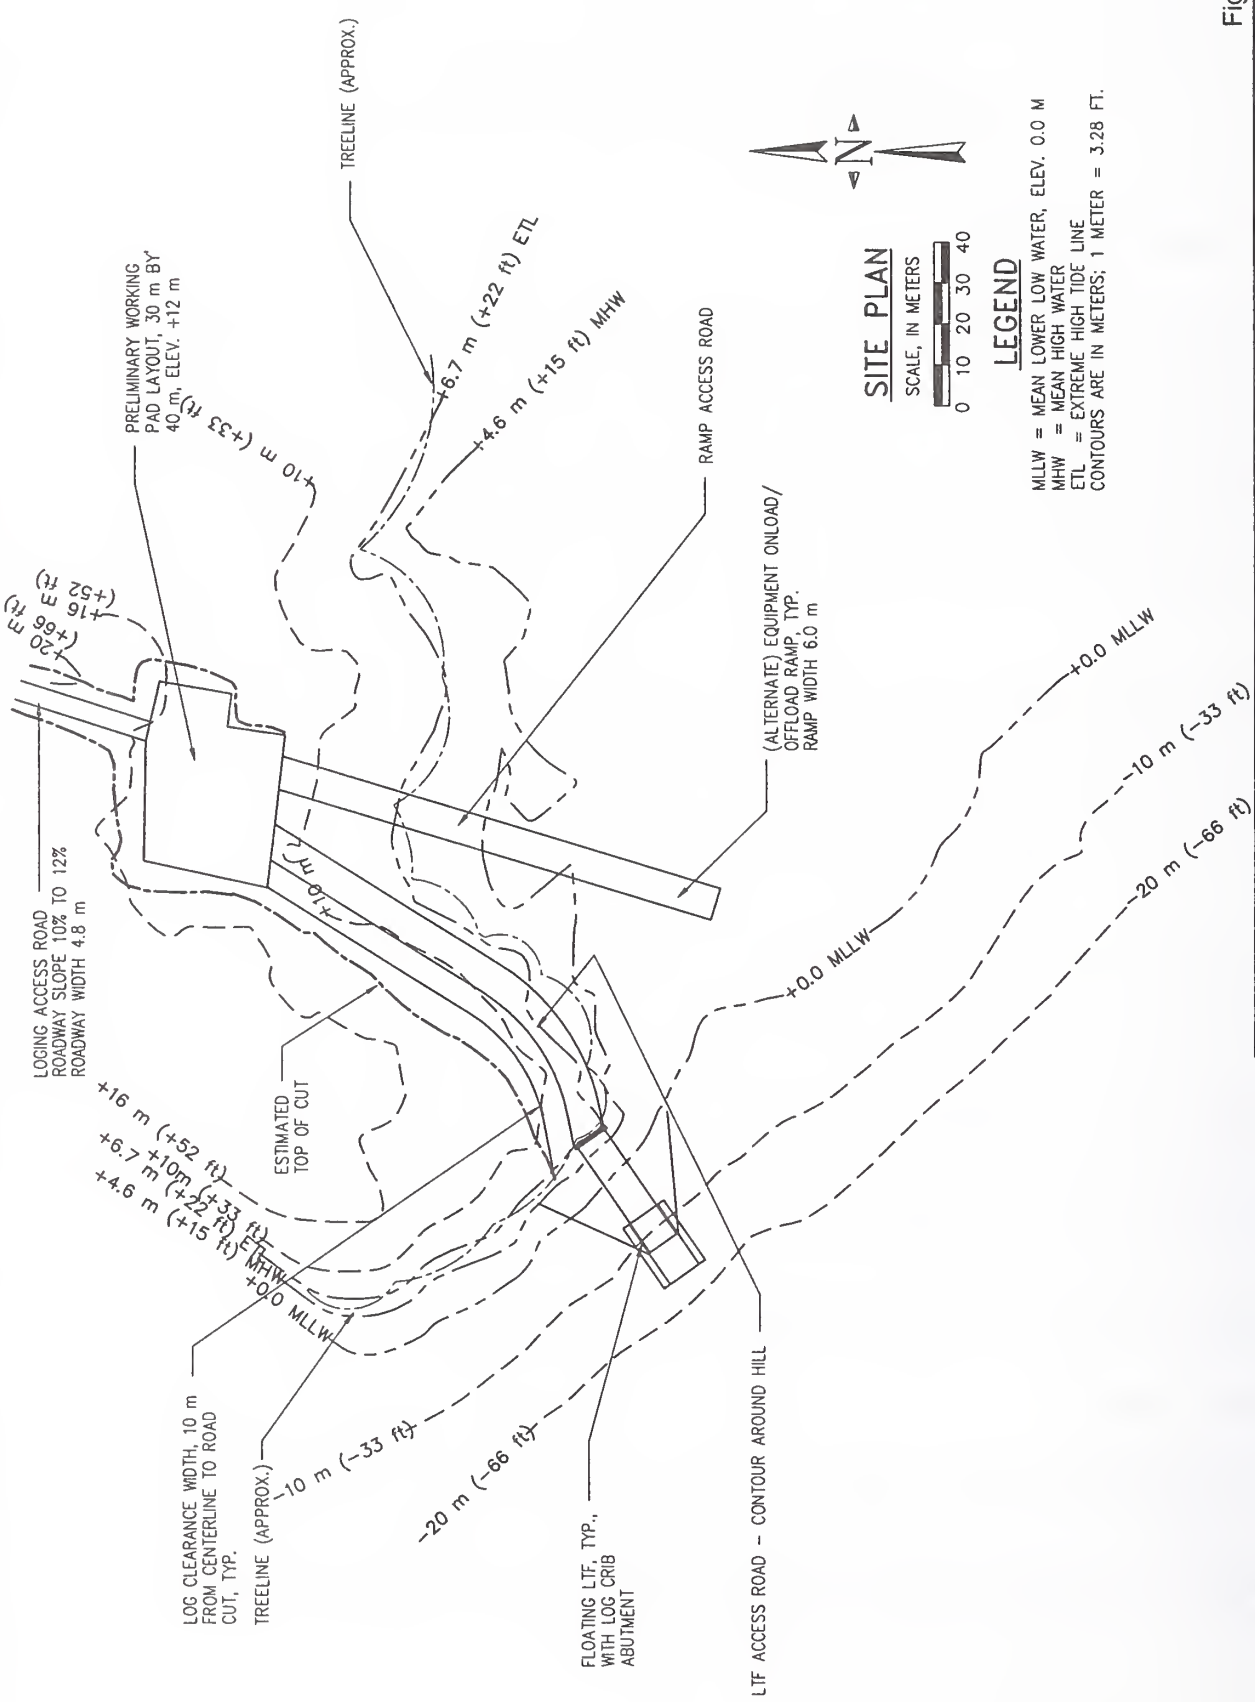 LOGING ACCESS ROAD
ROADWAY SLOPE 10% TO 12%
ROADWAY WIDTH 4.8 m
+20 m
(+66 ft)
+16 m
(+52 ft)
PRELIMINARY WORKING
PAD LAYOUT, 30 m BY'
40 m, ELEV. +12 m
+10 m (+33 ft)
TREELINE (APPROX.)
+6.7 m (+22 ft) ETL
+4.6 m (+15 ft) MHW
RAMP ACCESS ROAD
(ALTERNATE) EQUIPMENT ONLOAD/
OFFLOAD RAMP, TYP.
RAMP WIDTH 6.0 m
+10 m
ESTIMATED
TOP OF CUT
+16 m (+52 ft)
+10m (+33 ft)
+6.7 m (+22 ft) ETL
+4.6 m (+15 ft) MHW
+0.0 MLLW
LOG CLEARANCE WIDTH, 10 m
FROM CENTERLINE TO ROAD
CUT, TYP.
TREELINE (APPROX.)
-10 m (-33 ft)
-20 m (-66 ft)
FLOATING LTF, TYP.,
WITH LOG CRIB
ABUTMENT
LTF ACCESS ROAD - CONTOUR AROUND HILL
+0.0 MLLW
+0.0 MLLW
-10 m (-33 ft)
-20 m (-66 ft)
N
SITE PLAN
SCALE, IN METERS
0 10 20 30 40
LEGEND
MLLW = MEAN LOWER LOW WATER, ELEV. 0.0 M
MHW = MEAN HIGH WATER
ETL = EXTREME HIGH TIDE LINE
CONTOURS ARE IN METERS; 1 METER = 3.28 FT.
Fig